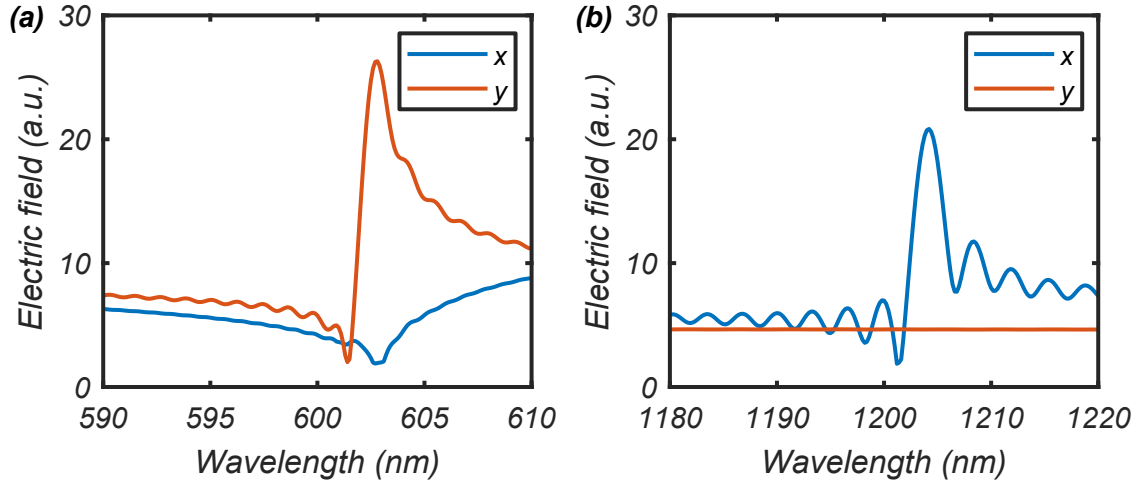 (a)
30
20
10
0
Electric field (a.u.)
x
y
590 595 600 605 610
Wavelength (nm)
(b)
30
20
10
0
Electric field (a.u.)
x
y
1180 1190 1200 1210 1220
Wavelength (nm)